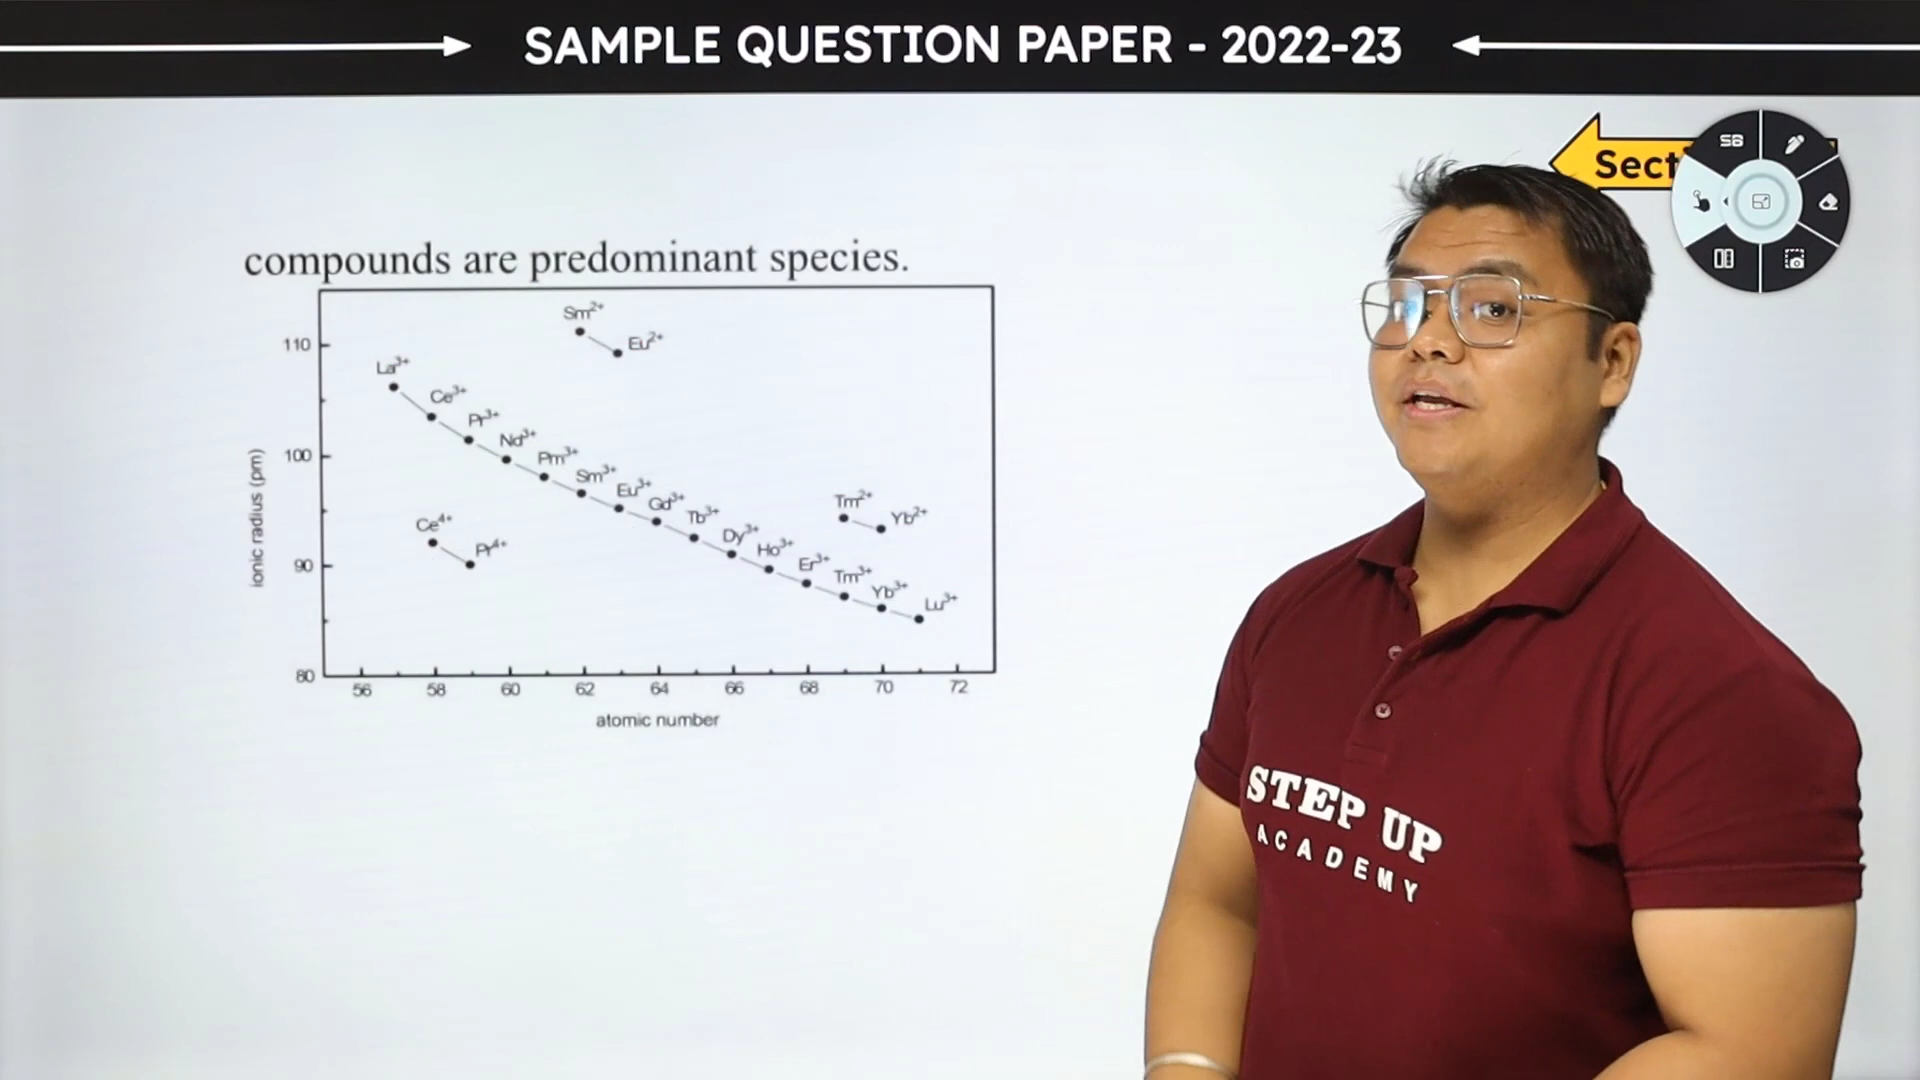 SAMPLE QUESTION PAPER - 2022-23
Sect
compounds are predominant species.
Sm²⁺
Eu²⁺
110
La³⁺
Ce³⁺
Pr³⁺
Nd³⁺
100
Pm³⁺
Sm³⁺
Eu³⁺
Gd³⁺
Tm²⁺
Yb²⁺
Tb³⁺
Ce⁴⁺
Dy³⁺
Pr⁴⁺
Ho³⁺
90
Er³⁺
Tm³⁺
Yb³⁺
Lu³⁺
80
56 58 60 62 64 66 68 70 72
atomic number
ionic radius (pm)
STEP UP
ACADEMY